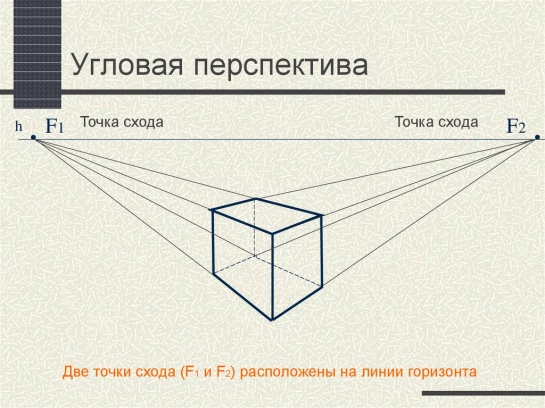 Угловая перспектива
h F1 Точка схода Точка схода F2
Две точки схода (F1 и F2) расположены на линии горизонта